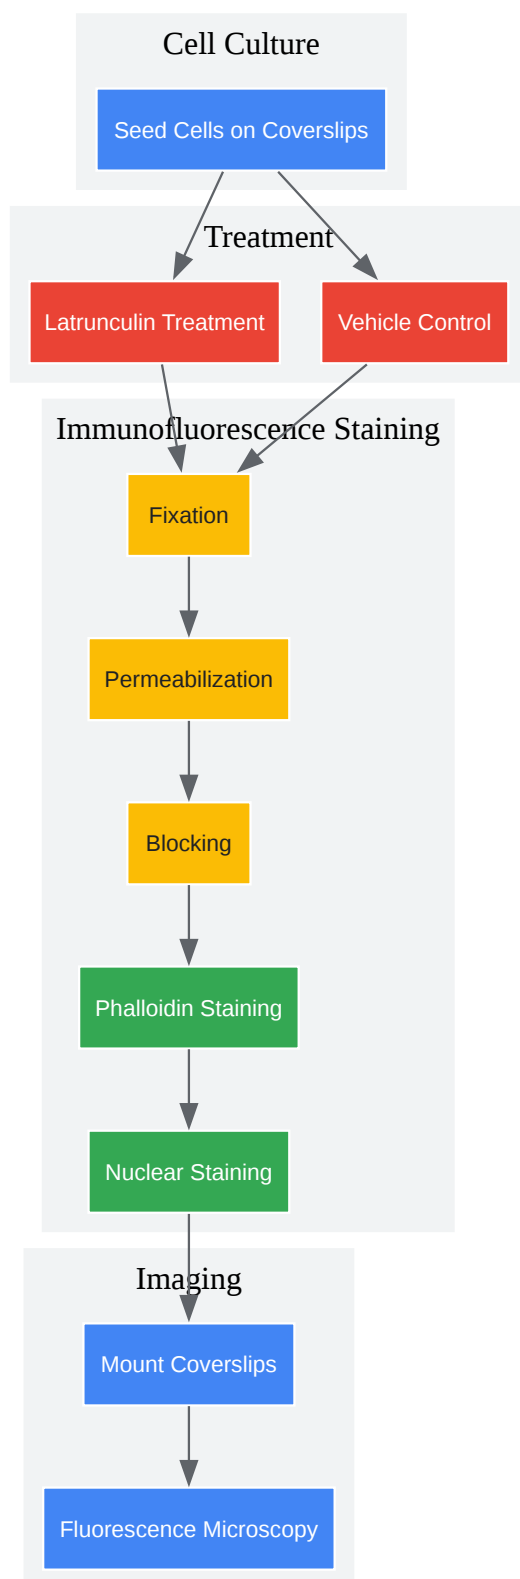 Cell Culture
Seed Cells on Coverslips
Treatment
Latrunculin Treatment
Vehicle Control
Immunofluorescence Staining
Fixation
Permeabilization
Blocking
Phalloidin Staining
Nuclear Staining
Imaging
Mount Coverslips
Fluorescence Microscopy